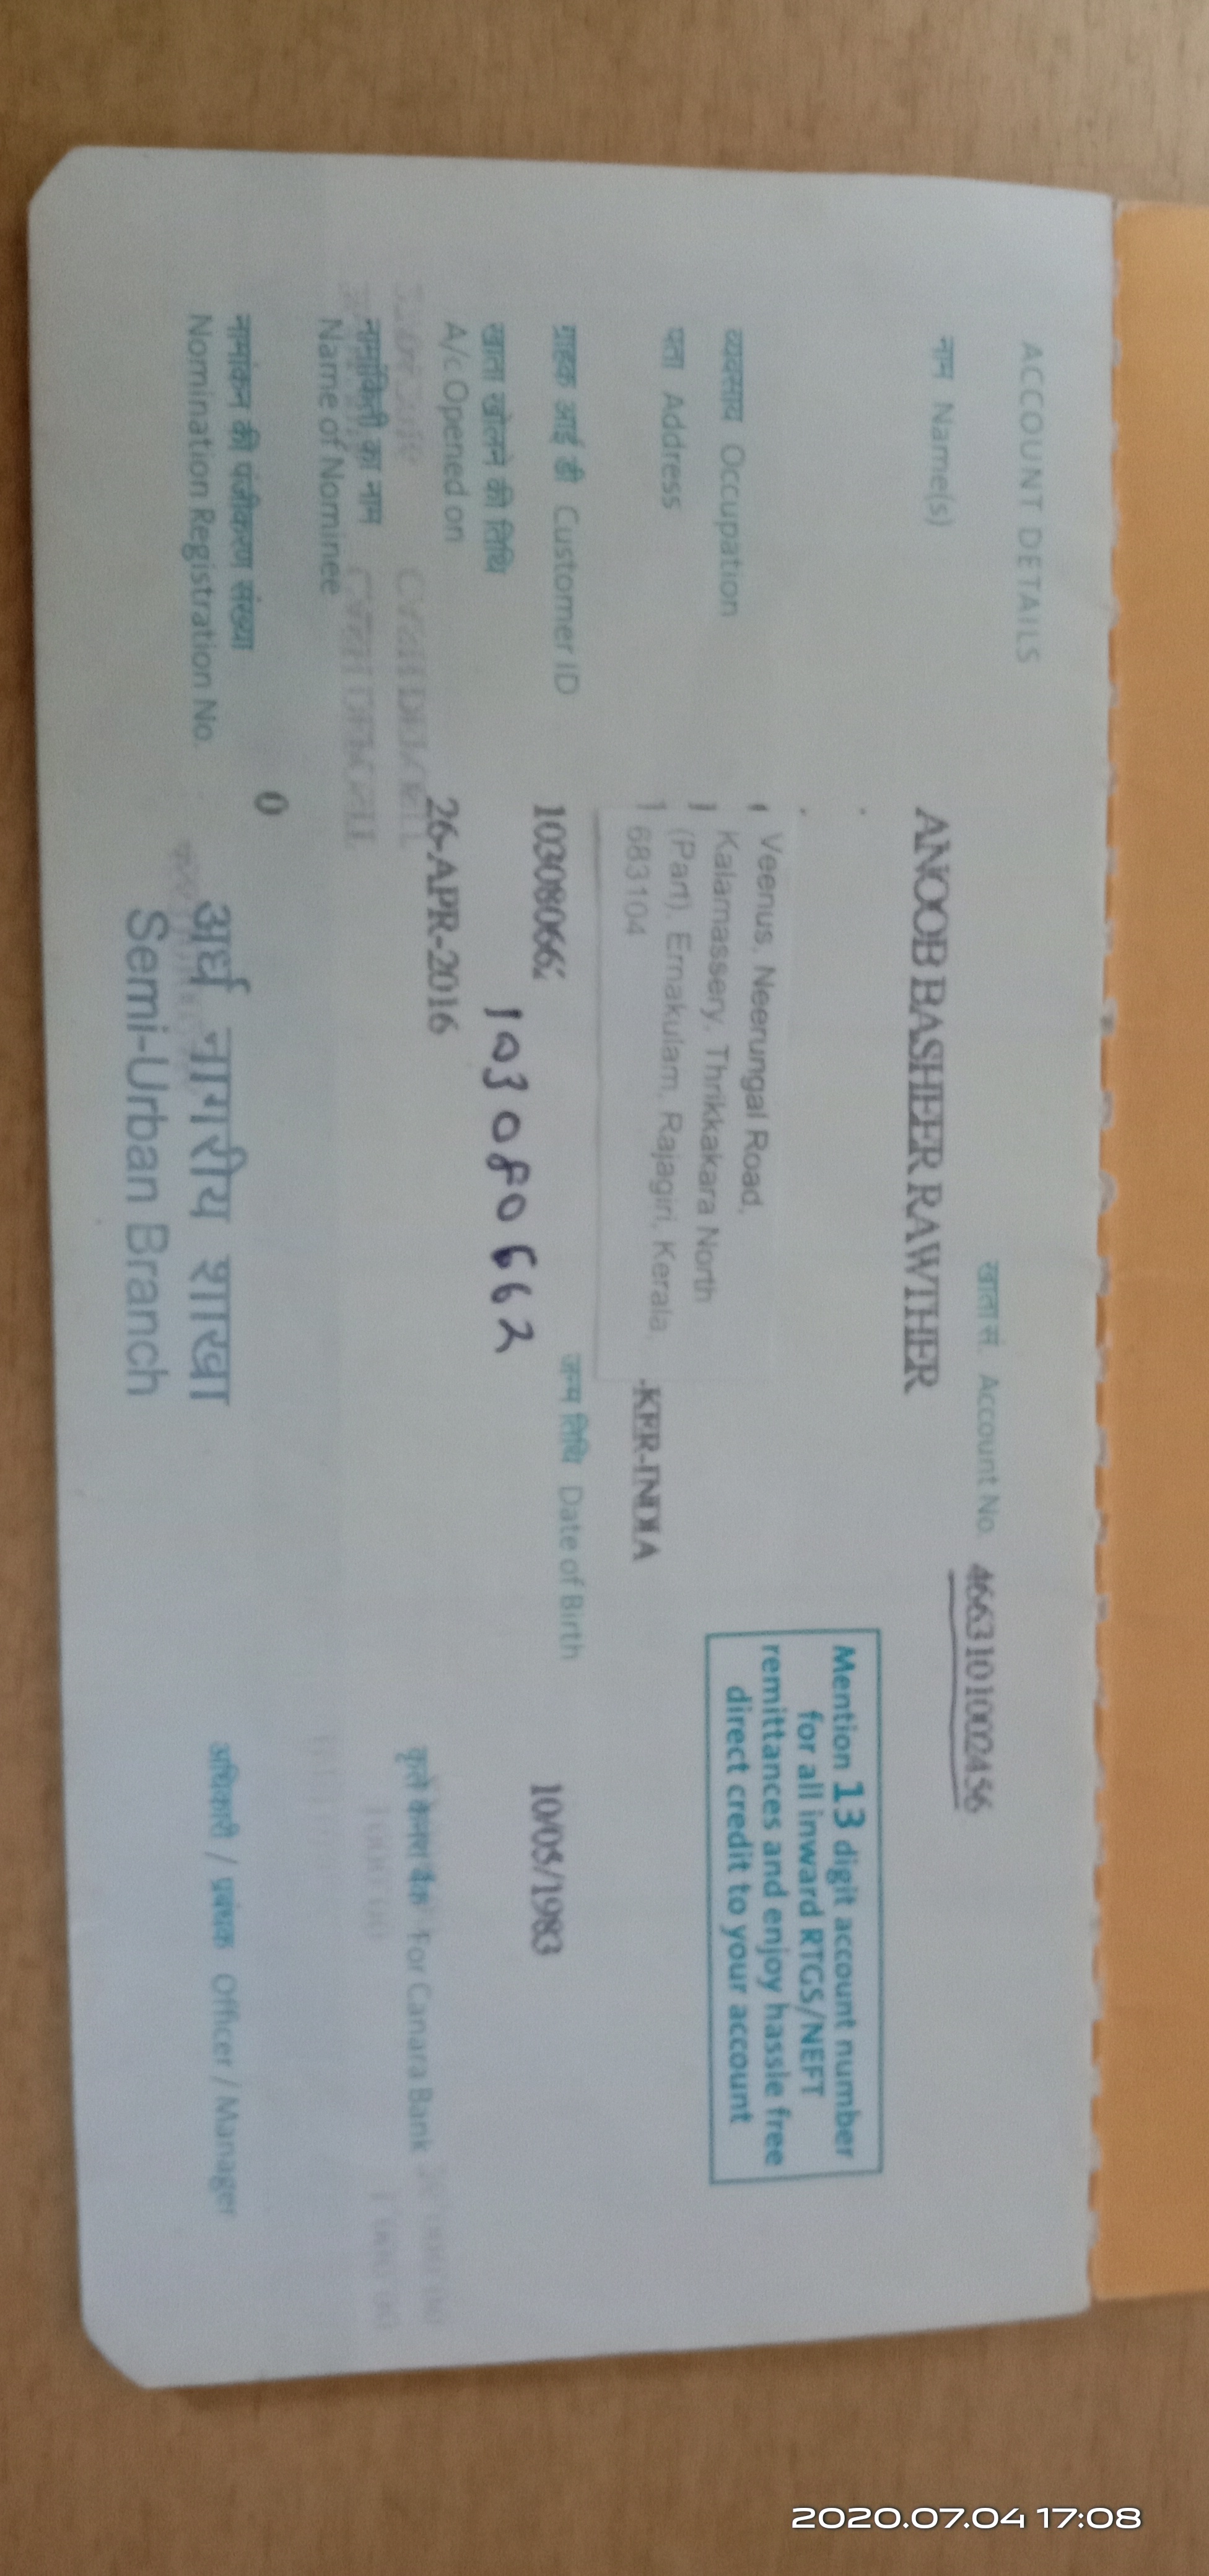 ACCOUNT DETAILS
खाता सं. Account No. 4663101002456
नाम Name(s) ANOOB BASHEER RAWTHER
Mention 13 digit account number
for all inward RTGS/NEFT
remittances and enjoy hassle free
direct credit to your account
व्यवसाय Occupation
पता Address
Veenus, Neerungal Road,
Kalamassery, Thrikkakara North
(Part), Ernakulam, Rajagiri, Kerala,
683104
-KER-INDIA
ग्राहक आई डी Customer ID 103080662
जन्म तिथि Date of Birth 10/05/1983
103080662
खाता खोलने की तिथि
A/c Opened on 26-APR-2016
कृते केनरा बैंक For Canara Bank
नामांकिती का नाम
Name of Nominee
0
नामांकन की पंजीकरण संख्या
Nomination Registration No.
अर्ध नागरीय शाखा
Semi-Urban Branch
अधिकारी / प्रबंधक Officer / Manager
2020.07.04 17:08